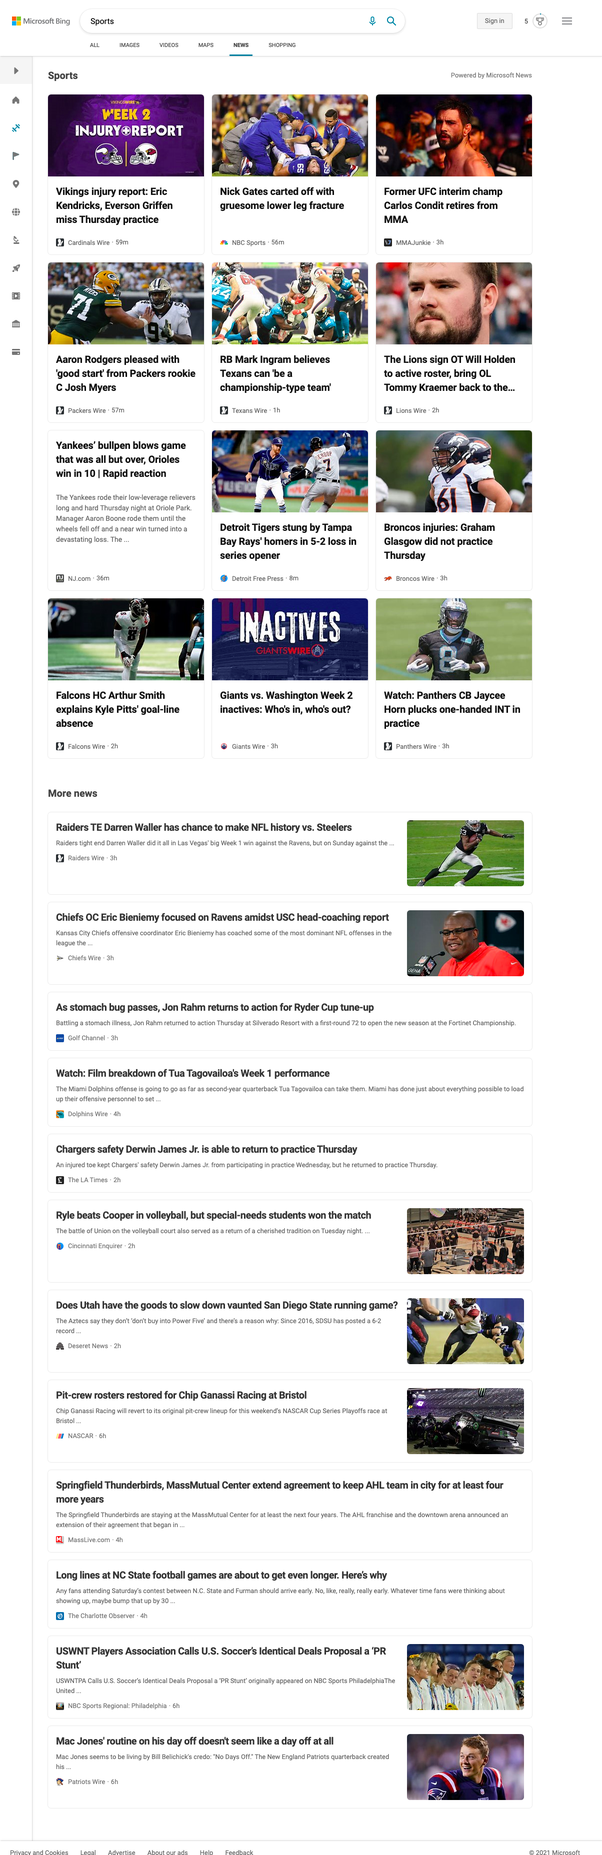 Microsoft Bing
Sports
Sign in
5
ALL
IMAGES
VIDEOS
MAPS
NEWS
SHOPPING
Sports
Powered by Microsoft News
WEEK 2
INJURY REPORT
Vikings injury report: Eric
Kendricks, Everson Griffen
miss Thursday practice
Cardinals Wire · 59m
Nick Gates carted off with
gruesome lower leg fracture
NBC Sports · 56m
Former UFC interim champ
Carlos Condit retires from
MMA
MMAJunkie · 3h
71
Aaron Rodgers pleased with
'good start' from Packers rookie
C Josh Myers
Packers Wire · 57m
RB Mark Ingram believes
Texans can 'be a
championship-type team'
Texans Wire · 1h
The Lions sign OT Will Holden
to active roster, bring OL
Tommy Kraemer back to the...
Lions Wire · 2h
Yankees' bullpen blows game
that was all but over, Orioles
win in 10 | Rapid reaction
The Yankees rode their low-leverage relievers
long and hard Thursday night at Oriole Park.
Manager Aaron Boone rode them until the
wheels fell off and a near win turned into a
devastating loss. The ...
NJ.com · 36m
7
Detroit Tigers stung by Tampa
Bay Rays' homers in 5-2 loss in
series opener
Detroit Free Press · 8m
61
Broncos injuries: Graham
Glasgow did not practice
Thursday
Broncos Wire · 3h
8
Falcons HC Arthur Smith
explains Kyle Pitts' goal-line
absence
Falcons Wire · 2h
INACTIVES
GIANTSWIRE
Giants vs. Washington Week 2
inactives: Who's in, who's out?
Giants Wire · 3h
8
Watch: Panthers CB Jaycee
Horn plucks one-handed INT in
practice
Panthers Wire · 3h
More news
Raiders TE Darren Waller has chance to make NFL history vs. Steelers
Raiders tight end Darren Waller did it all in Las Vegas' big Week 1 win against the Ravens, but on Sunday against the ...
Raiders Wire · 3h
Chiefs OC Eric Bieniemy focused on Ravens amidst USC head-coaching report
Kansas City Chiefs offensive coordinator Eric Bieniemy has coached some of the most dominant NFL offenses in the
league the ...
Chiefs Wire · 3h
As stomach bug passes, Jon Rahm returns to action for Ryder Cup tune-up
Battling a stomach illness, Jon Rahm returned to action Thursday at Silverado Resort with a first-round 72 to open the new season at the Fortinet Championship.
Golf Channel · 3h
Watch: Film breakdown of Tua Tagovailoa's Week 1 performance
The Miami Dolphins offense is going to go as far as second-year quarterback Tua Tagovailoa can take them. Miami has done just about everything possible to load
up their offensive personnel to set ...
Dolphins Wire · 4h
Chargers safety Derwin James Jr. is able to return to practice Thursday
An injured toe kept Chargers' safety Derwin James Jr. from participating in practice Wednesday, but he returned to practice Thursday.
The LA Times · 2h
Ryle beats Cooper in volleyball, but special-needs students won the match
The battle of Union on the volleyball court also served as a return of a cherished tradition on Tuesday night. ...
Cincinnati Enquirer · 2h
Does Utah have the goods to slow down vaunted San Diego State running game?
The Aztecs say they don't 'don't buy into Power Five' and there's a reason why: Since 2016, SDSU has posted a 6-2
record ...
Deseret News · 2h
Pit-crew rosters restored for Chip Ganassi Racing at Bristol
Chip Ganassi Racing will revert to its original pit-crew lineup for this weekend's NASCAR Cup Series Playoffs race at
Bristol ...
NASCAR · 6h
Springfield Thunderbirds, MassMutual Center extend agreement to keep AHL team in city for at least four
more years
The Springfield Thunderbirds are staying at the MassMutual Center for at least the next four years. The AHL franchise and the downtown arena announced an
extension of their agreement that began in ...
MassLive.com · 4h
Long lines at NC State football games are about to get even longer. Here's why
Any fans attending Saturday's contest between N.C. State and Furman should arrive early. No, like, really, really early. Whatever time fans were thinking about
showing up, maybe bump that up by 30 ...
The Charlotte Observer · 4h
USWNT Players Association Calls U.S. Soccer's Identical Deals Proposal a 'PR
Stunt'
USWNTPA Calls U.S. Soccer's Identical Deals Proposal a 'PR Stunt' originally appeared on NBC Sports PhiladelphiaThe
United ...
NBC Sports Regional: Philadelphia · 6h
Mac Jones' routine on his day off doesn't seem like a day off at all
Mac Jones seems to be living by Bill Belichick's credo: "No Days Off." The New England Patriots quarterback created
his ...
Patriots Wire · 6h
Privacy and Cookies
Legal
Advertise
About our ads
Help
Feedback
© 2021 Microsoft